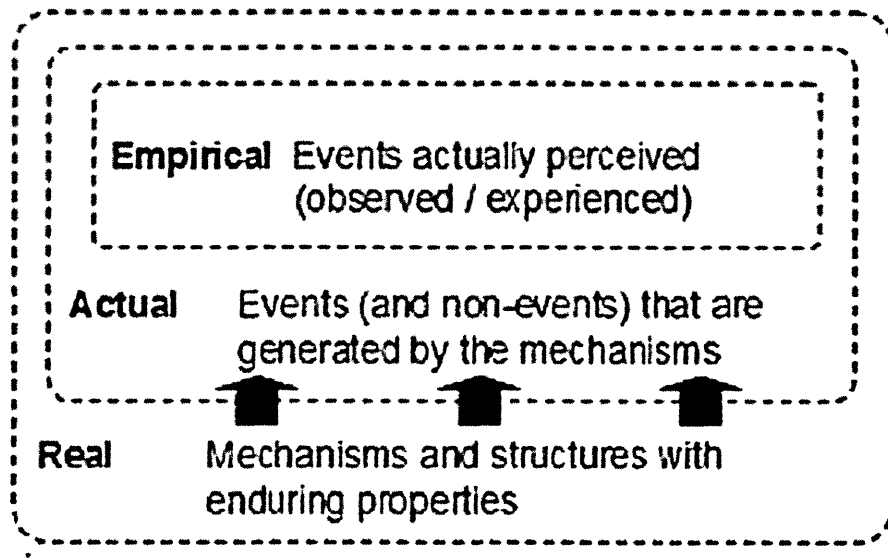 Empirical Events actually perceived
(observed / experienced)
Actual Events (and non-events) that are
generated by the mechanisms
Real Mechanisms and structures with
enduring properties